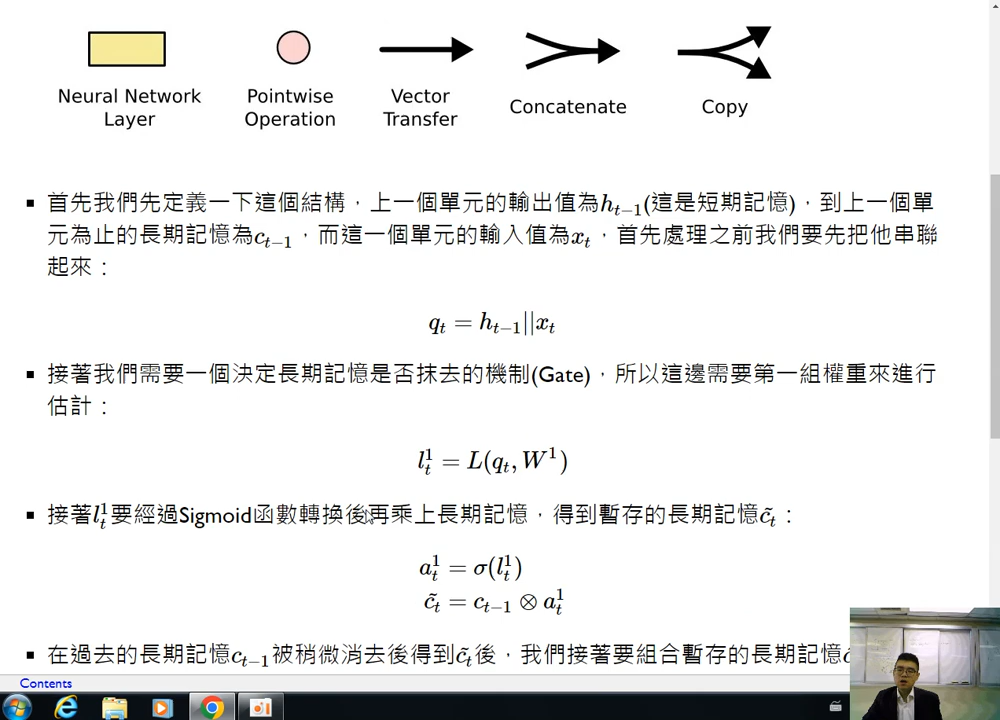 Neural Network Layer
Pointwise Operation
Vector Transfer
Concatenate
Copy
首先我們先定義一下這個結構，上一個單元的輸出值為h_{t-1}(這是短期記憶)，到上一個單
元為止的長期記憶為c_{t-1}，而這一個單元的輸入值為x_t，首先處理之前我們要先把他串聯
起來：
q_t = h_{t-1}||x_t
接著我們需要一個決定長期記憶是否抹去的機制(Gate)，所以這邊需要第一組權重來進行
估計：
l_t^1 = L(q_t, W^1)
接著l_t^1要經過Sigmoid函數轉換後再乘上長期記憶，得到暫存的長期記憶c̃_t：
a_t^1 = σ(l_t^1)
c̃_t = c_{t-1} ⊗ a_t^1
在過去的長期記憶c_{t-1}被稍微消去後得到c̃_t後，我們接著要組合暫存的長期記憶
Contents